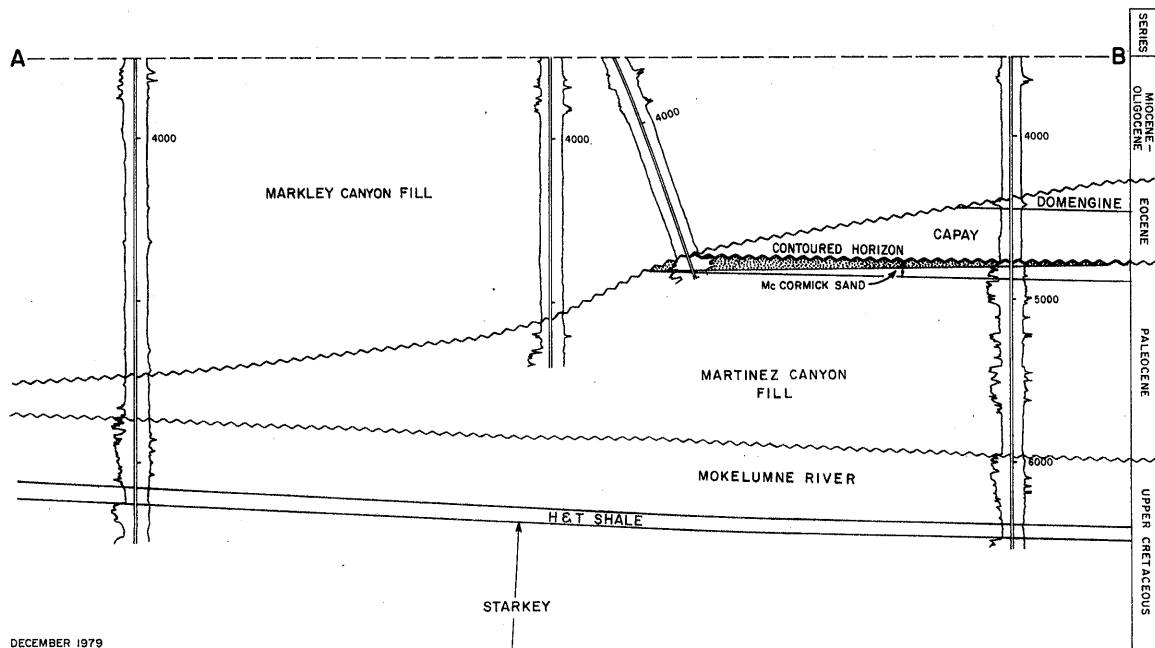 SERIES
A
B
4000
4000
4000
4000
MIOCENE-
OLIGOCENE
MARKLEY CANYON FILL
DOMENGINE
EOCENE
CAPAY
CONTOURED HORIZON
Mc CORMICK SAND
5000
PALEOCENE
MARTINEZ CANYON
FILL
6000
MOKELUMNE RIVER
H&T SHALE
UPPER CRETACEOUS
STARKEY
DECEMBER 1979